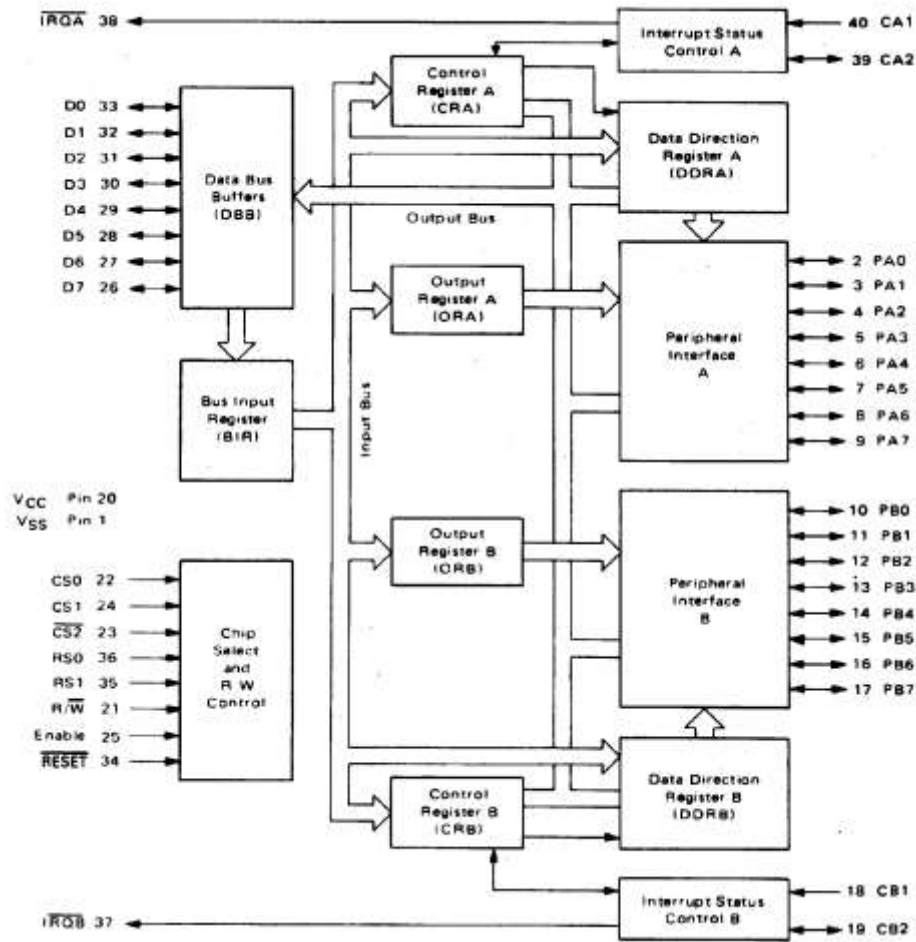 IRQA 38
Interrupt Status
Control A
40 CA1
39 CA2
Control
Register A
(CRA)
D0 33
D1 32
D2 31
D3 30
D4 29
D5 28
D6 27
D7 26
Data Bus
Buffers
(DBB)
Data Direction
Register A
(DDRA)
Output Bus
Output
Register A
(ORA)
Peripheral
Interface
A
2 PA0
3 PA1
4 PA2
5 PA3
6 PA4
7 PA5
8 PA6
9 PA7
Bus Input
Register
(BIR)
Input Bus
VCC Pin 20
VSS Pin 1
Output
Register B
(ORB)
Peripheral
Interface
B
10 PB0
11 PB1
12 PB2
13 PB3
14 PB4
15 PB5
16 PB6
17 PB7
CS0 22
CS1 24
CS2 23
RS0 36
RS1 35
R/W 21
Enable 25
RESET 34
Chip
Select
and
R W
Control
Control
Register B
(CRB)
Data Direction
Register B
(DDRB)
Interrupt Status
Control B
18 CB1
19 CB2
IRQB 37